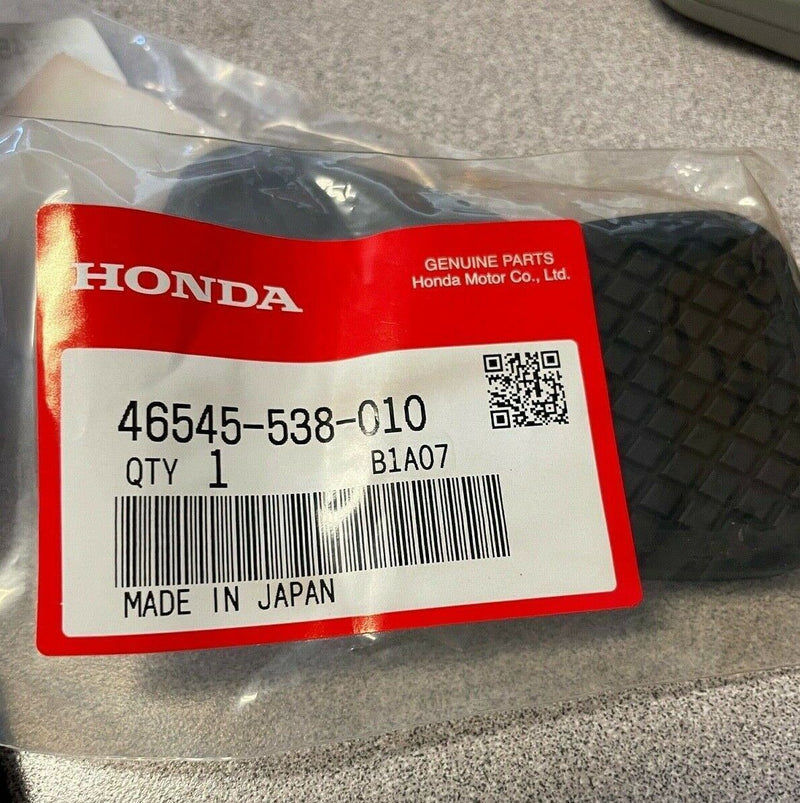 HONDA
GENUINE PARTS
Honda Motor Co., Ltd.
46545-538-010
QTY 1 B1A07
MADE IN JAPAN